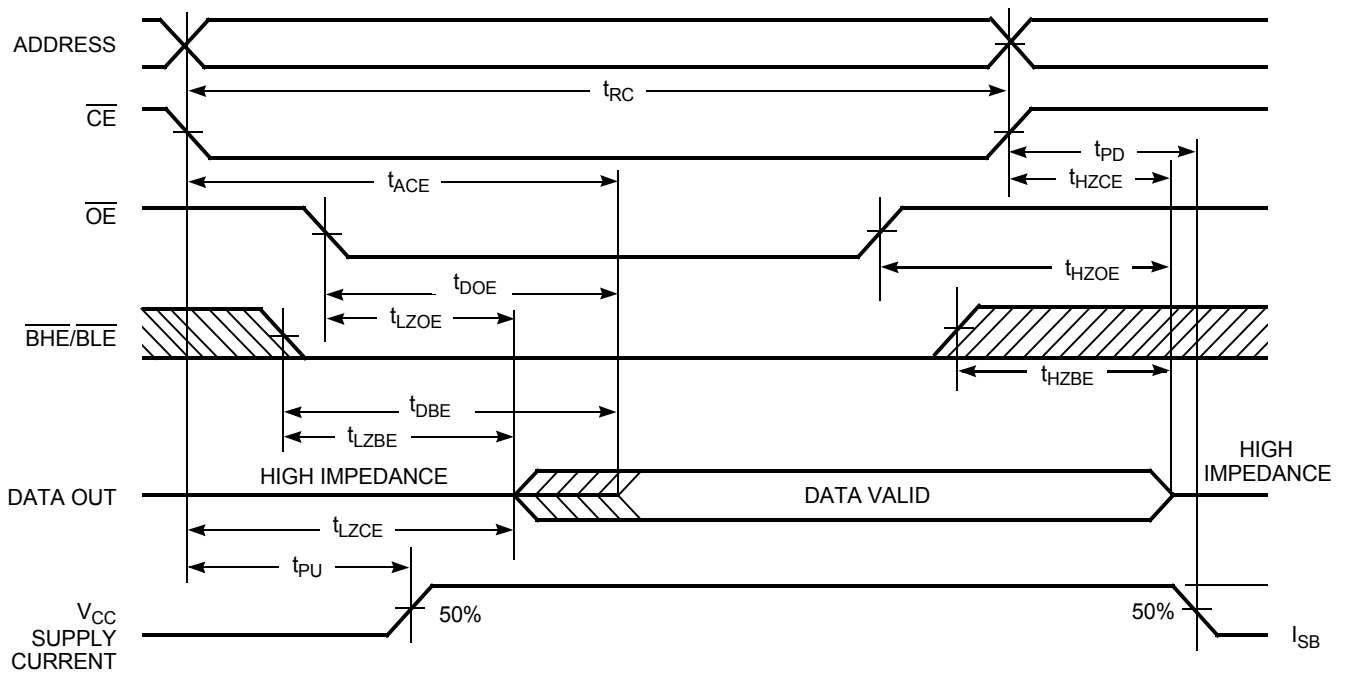 ADDRESS
tRC
CE
tPD
tACE
tHZCE
OE
tHZOE
tDOE
tLZOE
BHE/BLE
tHZBE
tDBE
tLZBE
HIGH IMPEDANCE
HIGH
IMPEDANCE
DATA OUT
DATA VALID
tLZCE
tPU
VCC
SUPPLY
CURRENT
50%
50%
ISB